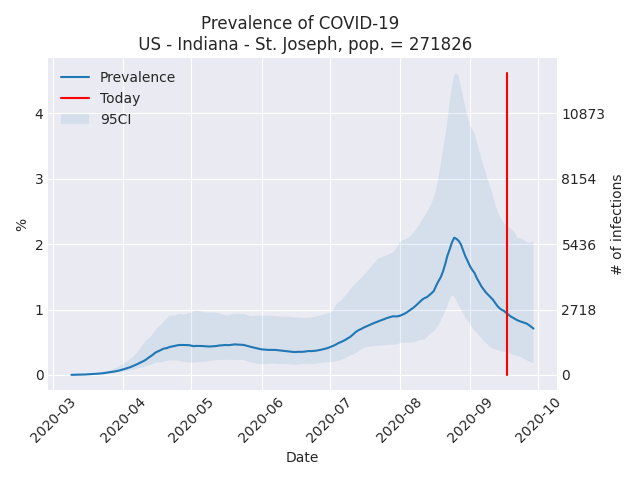 Prevalence of COVID-19
US - Indiana - St. Joseph, pop. = 271826
Prevalence
Today
95CI
%
4
3
2
1
0
10873
8154
5436
2718
0
# of infections
2020-03
2020-04
2020-05
2020-06
2020-07
2020-08
2020-09
2020-10
Date